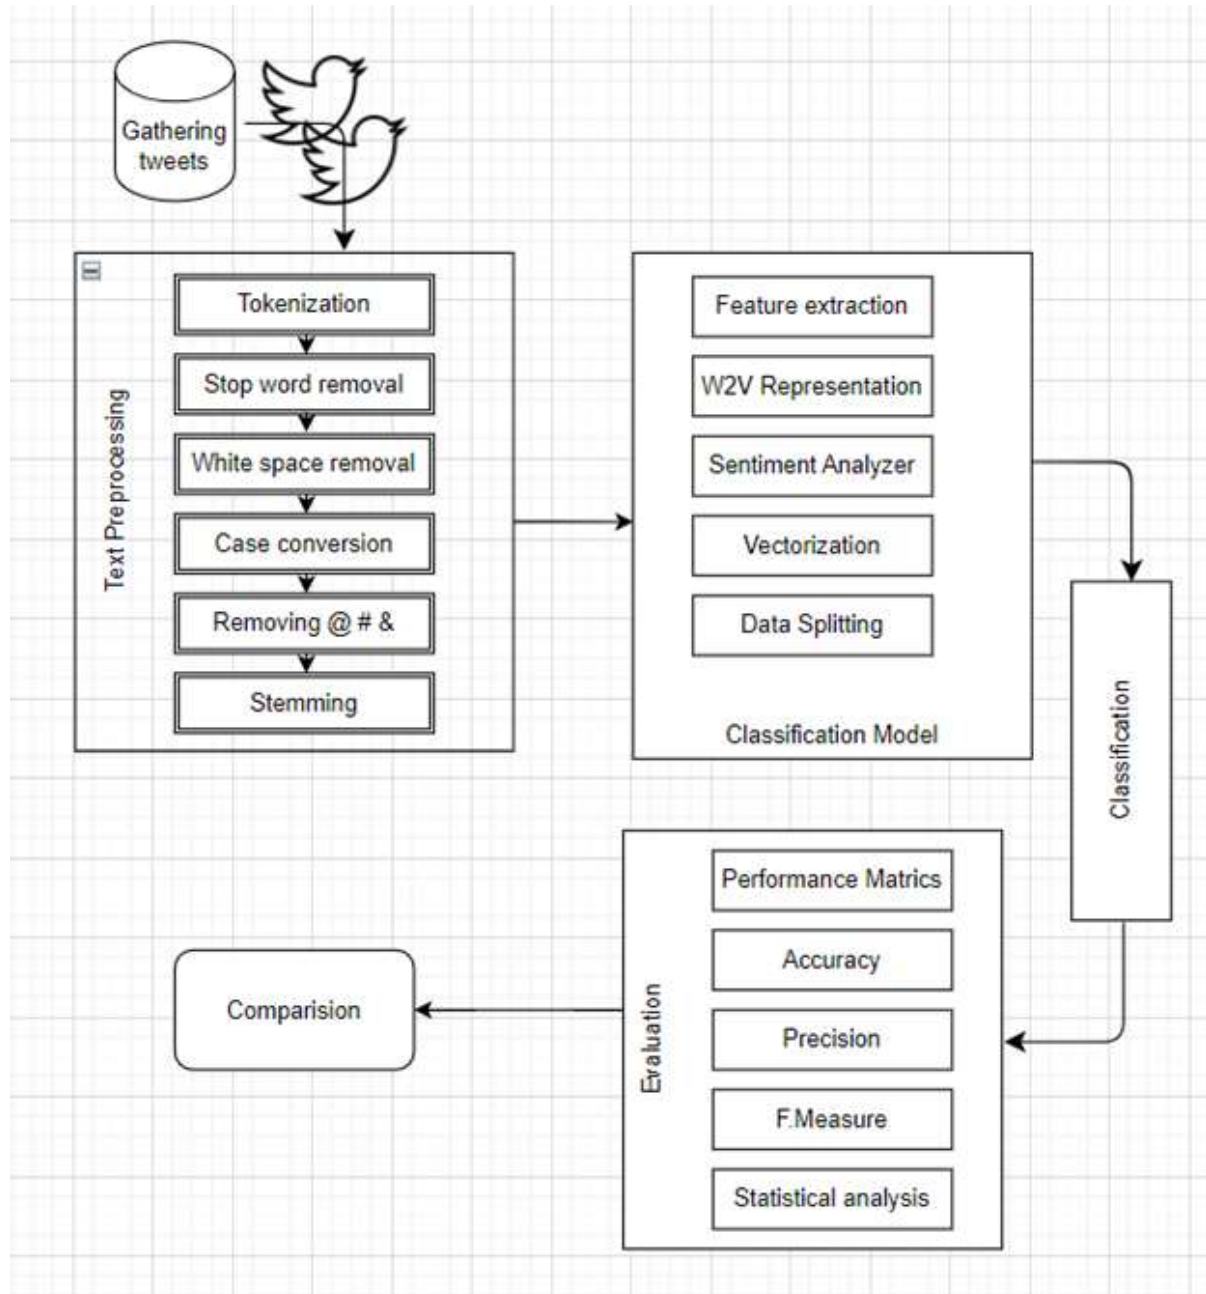 Gathering
tweets
Text Preprocessing
Tokenization
Stop word removal
White space removal
Case conversion
Removing @ # &
Stemming
Feature extraction
W2V Representation
Sentiment Analyzer
Vectorization
Data Splitting
Classification Model
Classification
Evaluation
Performance Matrics
Accuracy
Precision
F.Measure
Statistical analysis
Comparision